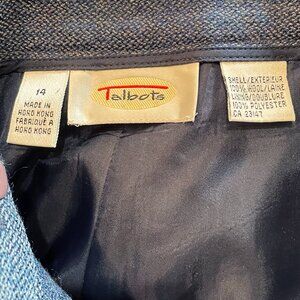 14
MADE IN
HONG KONG
FABRIQUE A
HONG KONG
Talbots
SHELL/EXTERIEUR
100% WOOL/LAINE
LINING/DOUBLURE
100% POLYESTER
CA 23147